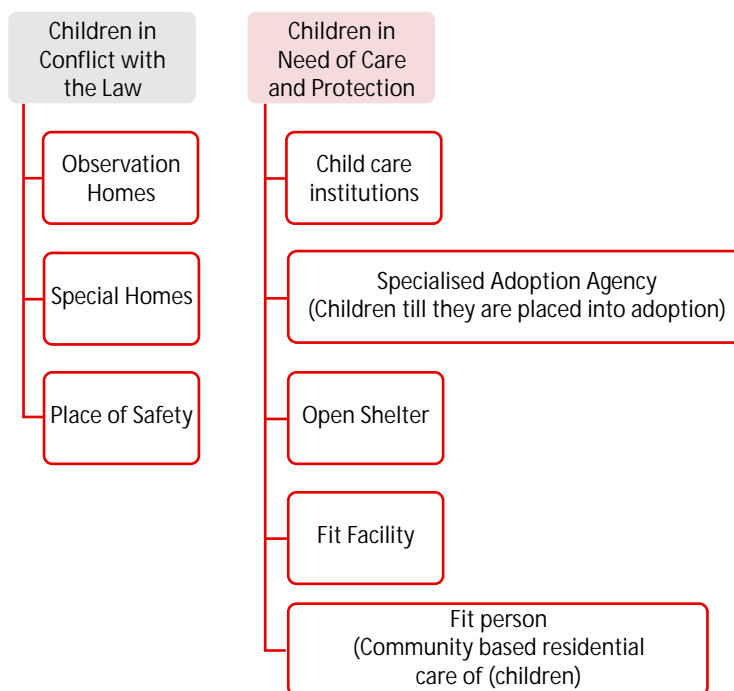 Children in
Conflict with
the Law
Observation
Homes
Special Homes
Place of Safety
Children in
Need of Care
and Protection
Child care
institutions
Specialised Adoption Agency
(Children till they are placed into adoption)
Open Shelter
Fit Facility
Fit person
(Community based residential
care of (children)